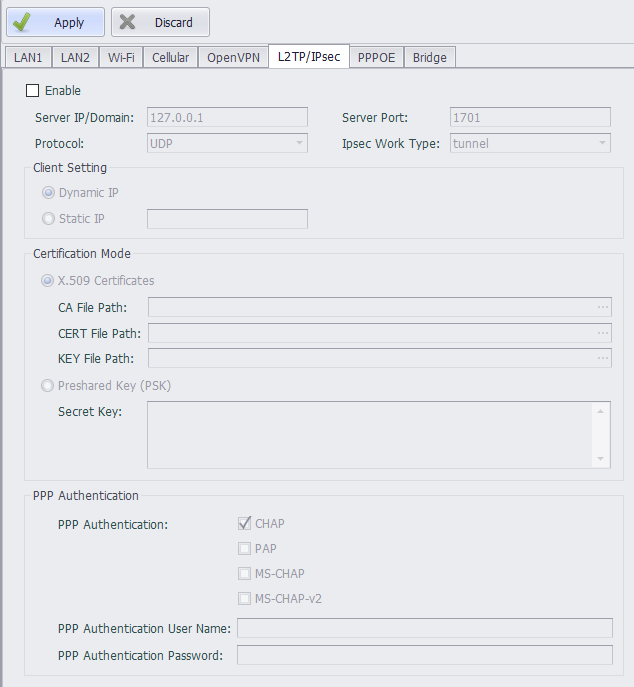 Apply Discard
LAN1 LAN2 Wi-Fi Cellular OpenVPN L2TP/IPsec PPPOE Bridge
Enable
Server IP/Domain: 127.0.0.1 Server Port: 1701
Protocol: UDP Ipsec Work Type: tunnel
Client Setting
Dynamic IP
Static IP
Certification Mode
X.509 Certificates
CA File Path: ...
CERT File Path: ...
KEY File Path: ...
Preshared Key (PSK)
Secret Key:
PPP Authentication
PPP Authentication: CHAP
PAP
MS-CHAP
MS-CHAP-v2
PPP Authentication User Name:
PPP Authentication Password: